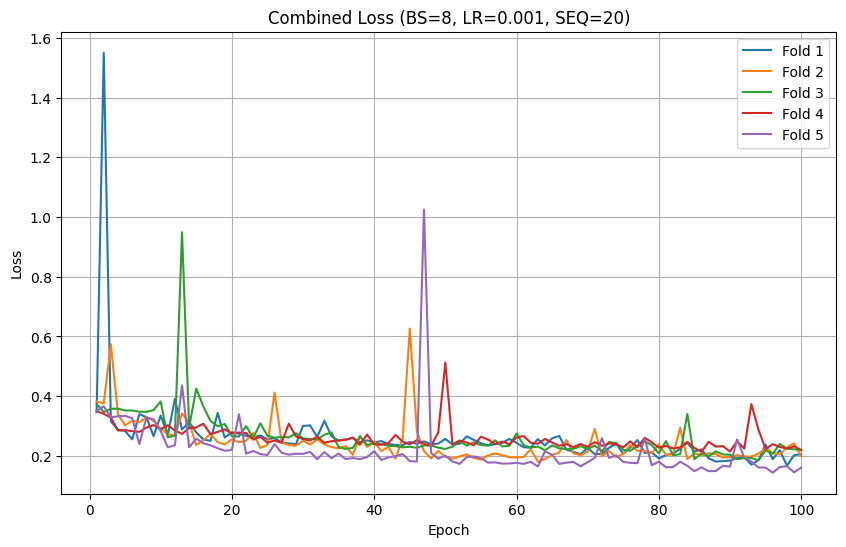 Combined Loss (BS=8, LR=0.001, SEQ=20)
Fold 1
Fold 2
Fold 3
Fold 4
Fold 5
Loss
1.6
1.4
1.2
1.0
0.8
0.6
0.4
0.2
0
20
40
60
80
100
Epoch